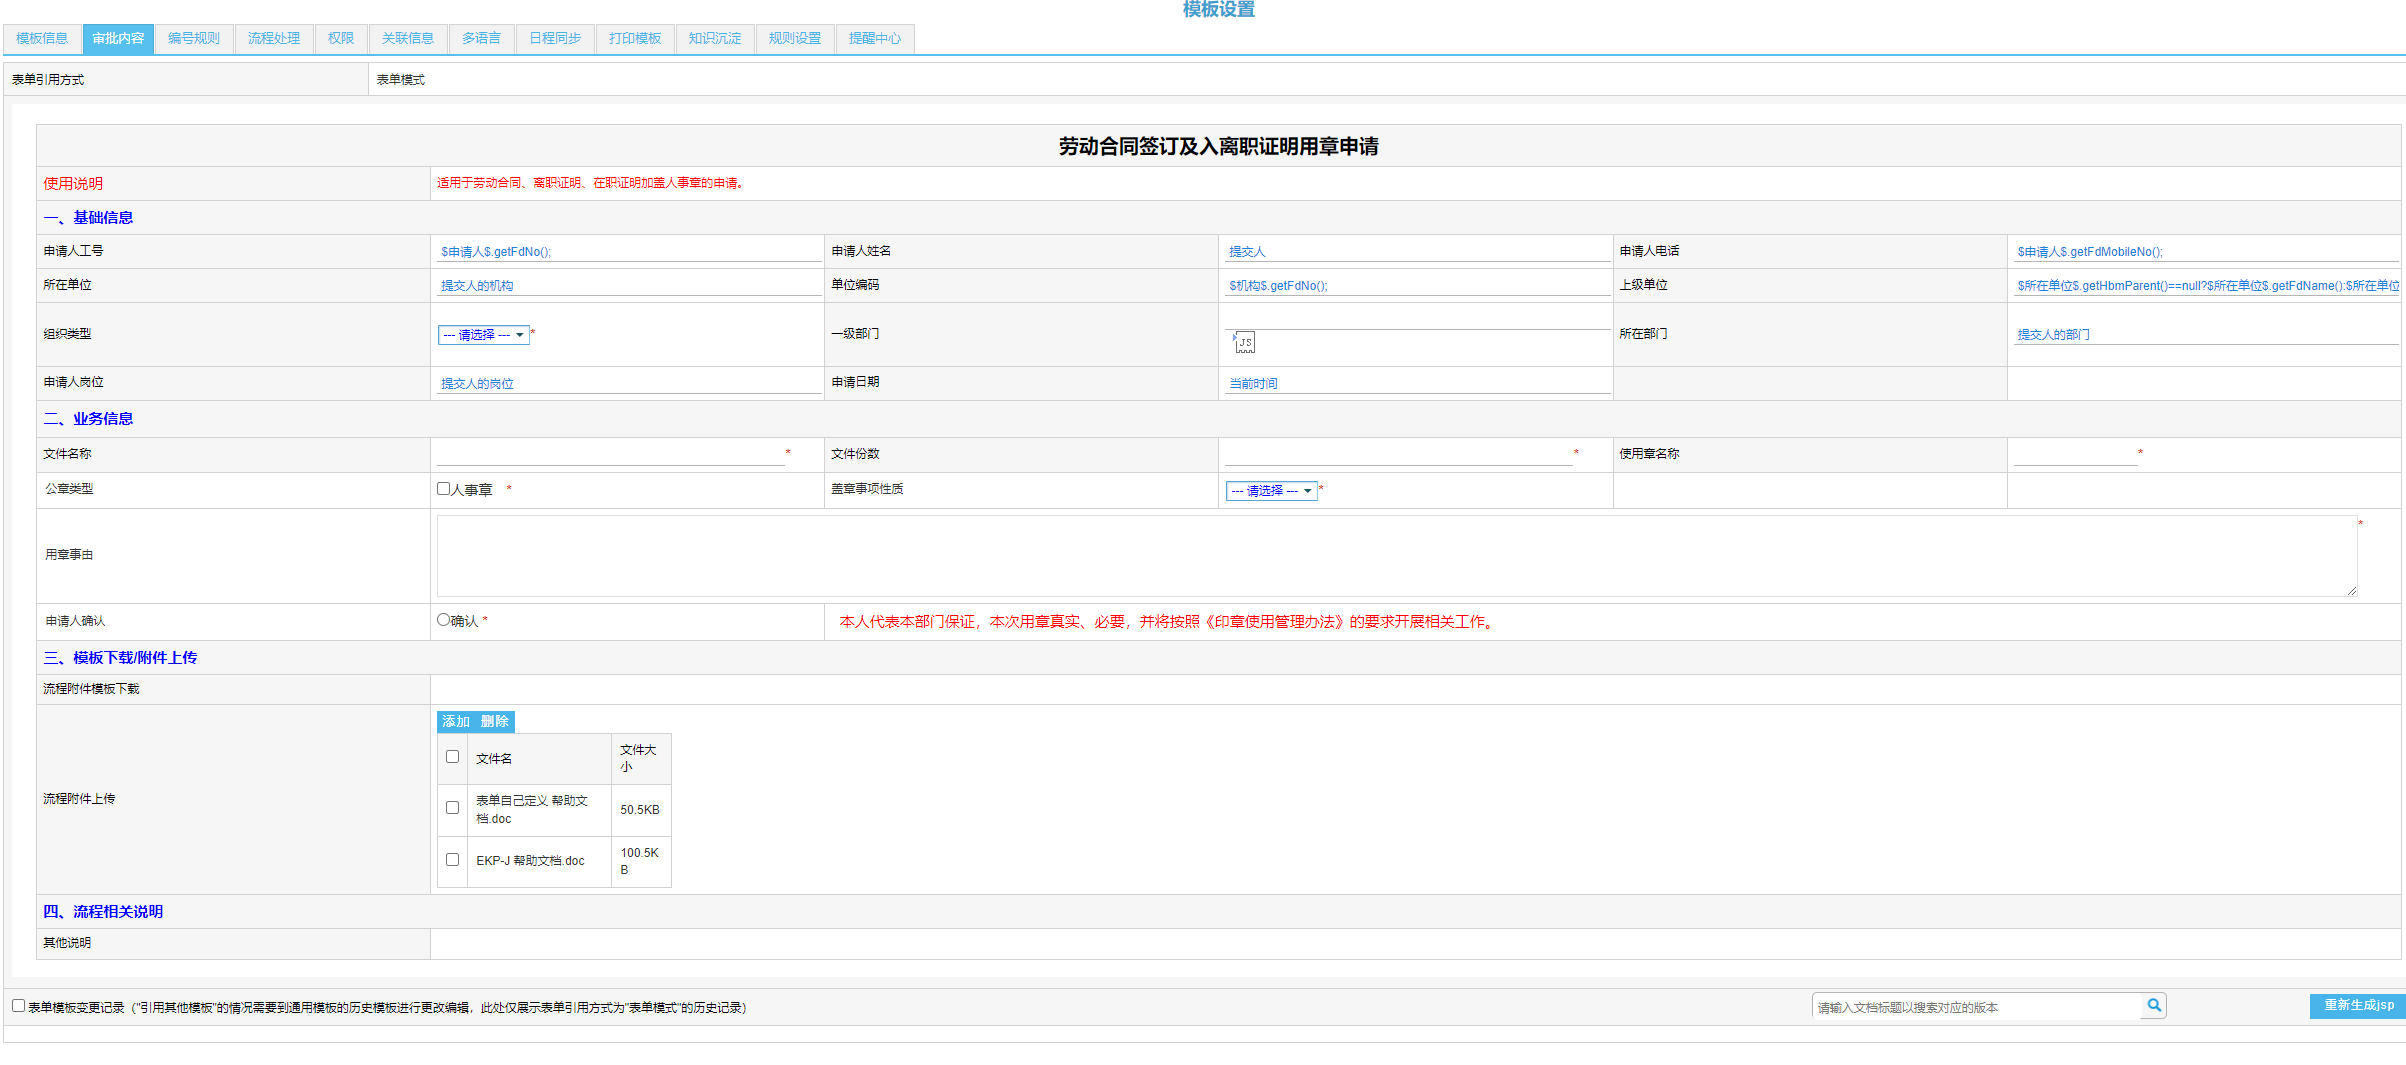 模板设置
模板信息 审批内容 编号规则 流程处理 权限 关联信息 多语言 日程同步 打印模板 知识沉淀 规则设置 提醒中心
表单引用方式 表单模式
劳动合同签订及入离职证明用章申请
使用说明 适用于劳动合同、离职证明、在职证明加盖人事章的申请。
一、基础信息
申请人工号 $申请人$.getFdNo(); 申请人姓名 提交人 申请人电话 $申请人$.getFdMobileNo();
所在单位 提交人的机构 单位编码 $机构$.getFdNo(); 上级单位 $所在单位$.getHbmParent()==null?$所在单位$.getFdName():$所在单位
组织类型 --- 请选择 --- * 一级部门 JS 所在部门 提交人的部门
申请人岗位 提交人的岗位 申请日期 当前时间
二、业务信息
文件名称 * 文件份数 * 使用章名称 *
公章类型 人事章 * 盖章事项性质 --- 请选择 --- *
用章事由 *
申请人确认 确认 * 本人代表本部门保证，本次用章真实、必要，并将按照《印章使用管理办法》的要求开展相关工作。
三、模板下载/附件上传
流程附件模板下载
流程附件上传
添加 删除
文件名 文件大
小
表单自己定义 帮助文
档.doc 50.5KB
EKP-J 帮助文档.doc 100.5K
B
四、流程相关说明
其他说明
表单模板变更记录（"引用其他模板"的情况需要到通用模板的历史模板进行更改编辑，此处仅展示表单引用方式为"表单模式"的历史记录） 请输入文档标题以搜索对应的版本 重新生成jsp